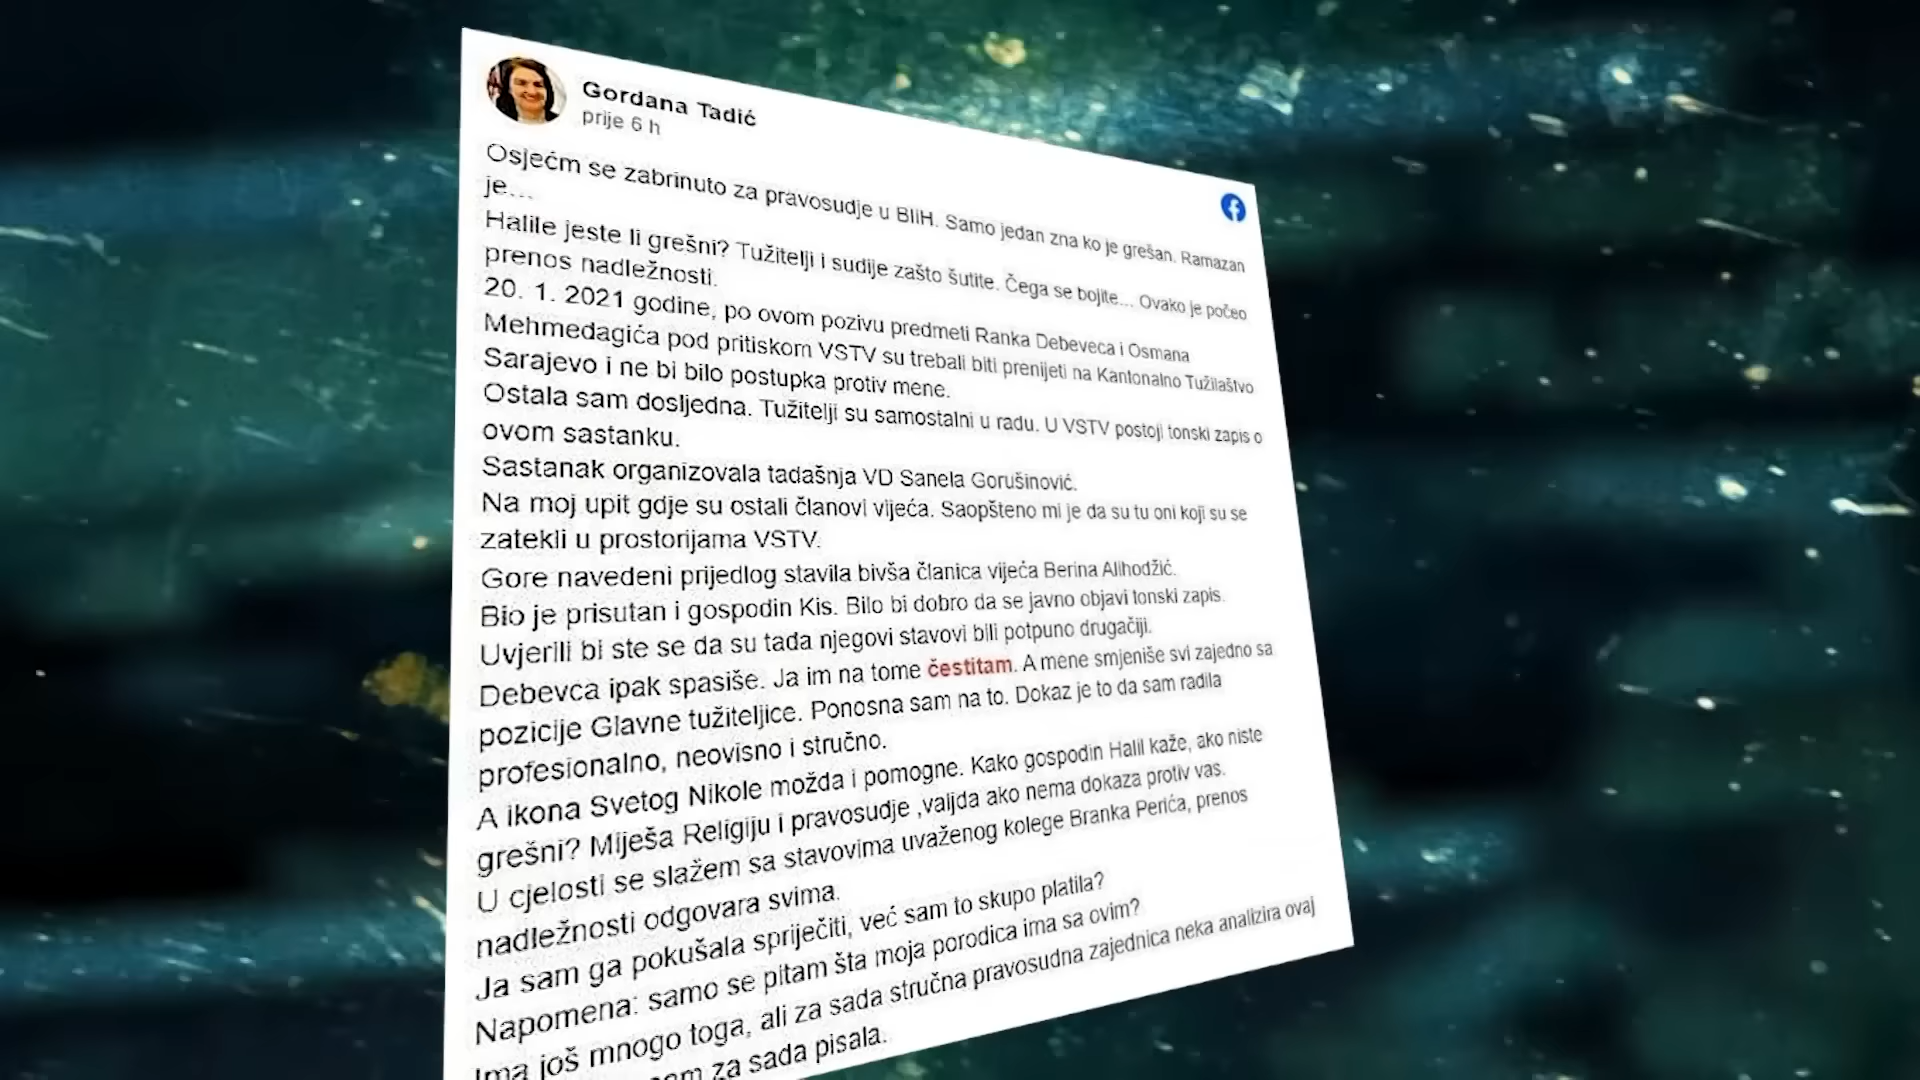 Gordana Tadić
prije 6 h
Osjećm se zabrinuto za pravosudje u BIIH. Samo jedan zna ko je grešan. Ramazan
je...
Halile jeste li grešni? Tužitelji i sudije zašto šutite. Čega se bojite... Ovako je počeo
prenos nadležnosti.
20. 1. 2021 godine, po ovom pozivu predmeti Ranka Debeveca i Osmana
Mehmedagića pod pritiskom VSTV su trebali biti prenijeti na Kantonalno Tužilaštvo
Sarajevo i ne bi bilo postupka protiv mene.
Ostala sam dosljedna. Tužitelji su samostalni u radu. U VSTV postoji tonski zapis o
ovom sastanku.
Sastanak organizovala tadašnja VD Sanela Gorušinović.
Na moj upit gdje su ostali članovi vijeća. Saopšteno mi je da su tu oni koji su se
zatekli u prostorijama VSTV.
Gore navedeni prijedlog stavila bivša članica vijeća Berina Alihodžić.
Bio je prisutan i gospodin Kis. Bilo bi dobro da se javno objavi tonski zapis.
Uvjerili bi ste se da su tada njegovi stavovi bili potpuno drugačiji.
Debevca ipak spasiše. Ja im na tome čestitam. A mene smjeniše svi zajedno sa
pozicije Glavne tužiteljice. Ponosna sam na to. Dokaz je to da sam radila
profesionalno, neovisno i stručno.
A ikona Svetog Nikole možda i pomogne. Kako gospodin Halil kaže, ako niste
grešni? Miješa Religiju i pravosudje ,valjda ako nema dokaza protiv vas.
U cjelosti se slažem sa stavovima uvaženog kolege Branka Perića, prenos
nadležnosti odgovara svima.
Ja sam ga pokušala spriječiti, već sam to skupo platila?
Napomena: samo se pitam šta moja porodica ima sa ovim?
Ima još mnogo toga, ali za sada stručna pravosudna zajednica neka analizira ovaj
za sada pisala.